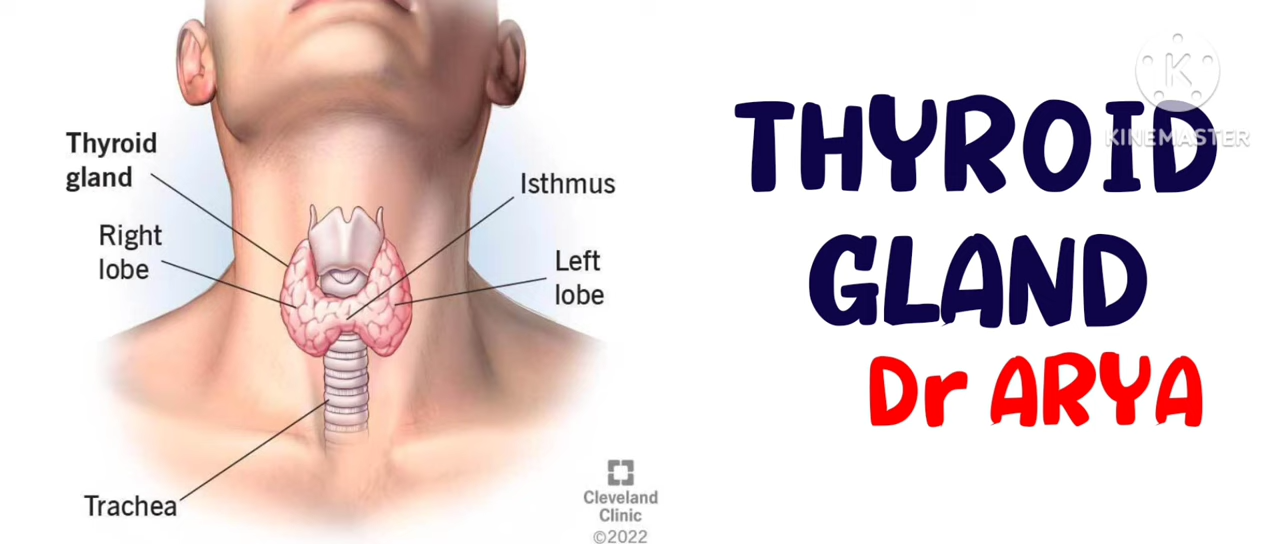 Thyroid
gland
Right
lobe
Isthmus
Left
lobe
Trachea
Cleveland
Clinic
©2022
K
KINEMASTER
THYROID
GLAND
Dr ARYA